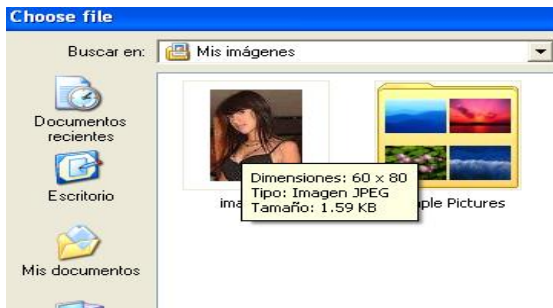 Choose file
Buscar en: Mis imágenes
Documentos
recientes
Escritorio
Mis documentos
Dimensiones: 60 x 80
Tipo: Imagen JPEG
Tamaño: 1.59 KB
Pictures